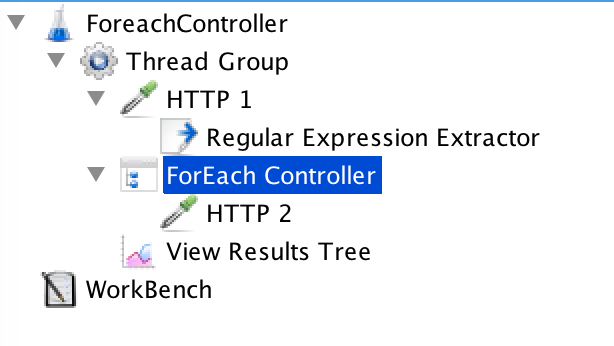 ForeachController
Thread Group
HTTP 1
Regular Expression Extractor
ForEach Controller
HTTP 2
View Results Tree
WorkBench